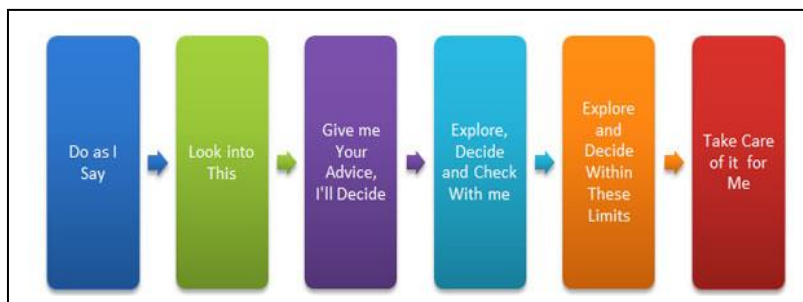 Do as I
Say
Look into
This
Give me
Your
Advice,
I'll Decide
Explore,
Decide
and Check
With me
Explore
and
Decide
Within
These
Limits
Take Care
of it for
Me